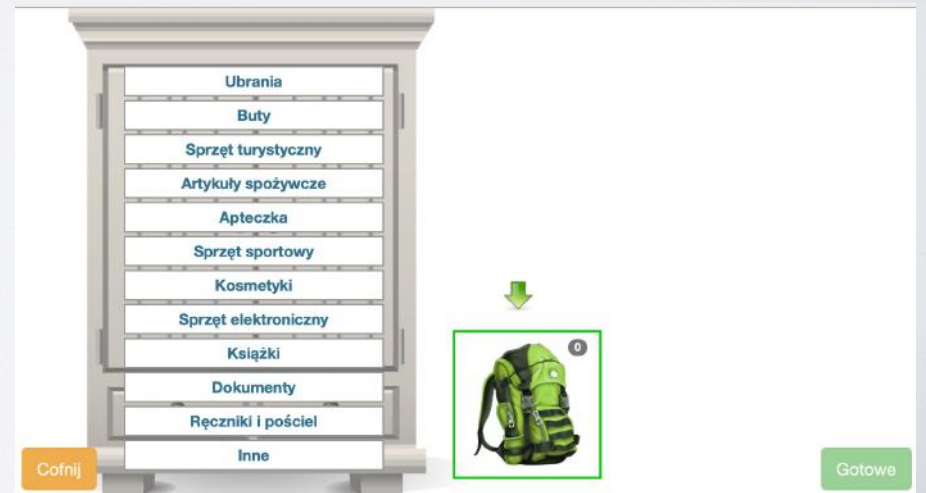 Ubrania
Buty
Sprzęt turystyczny
Artykuły spożywcze
Apteczka
Sprzęt sportowy
Kosmetyki
Sprzęt elektroniczny
Książki
Dokumenty
Ręczniki i pościel
Inne
0
Cofnij
Gotowe